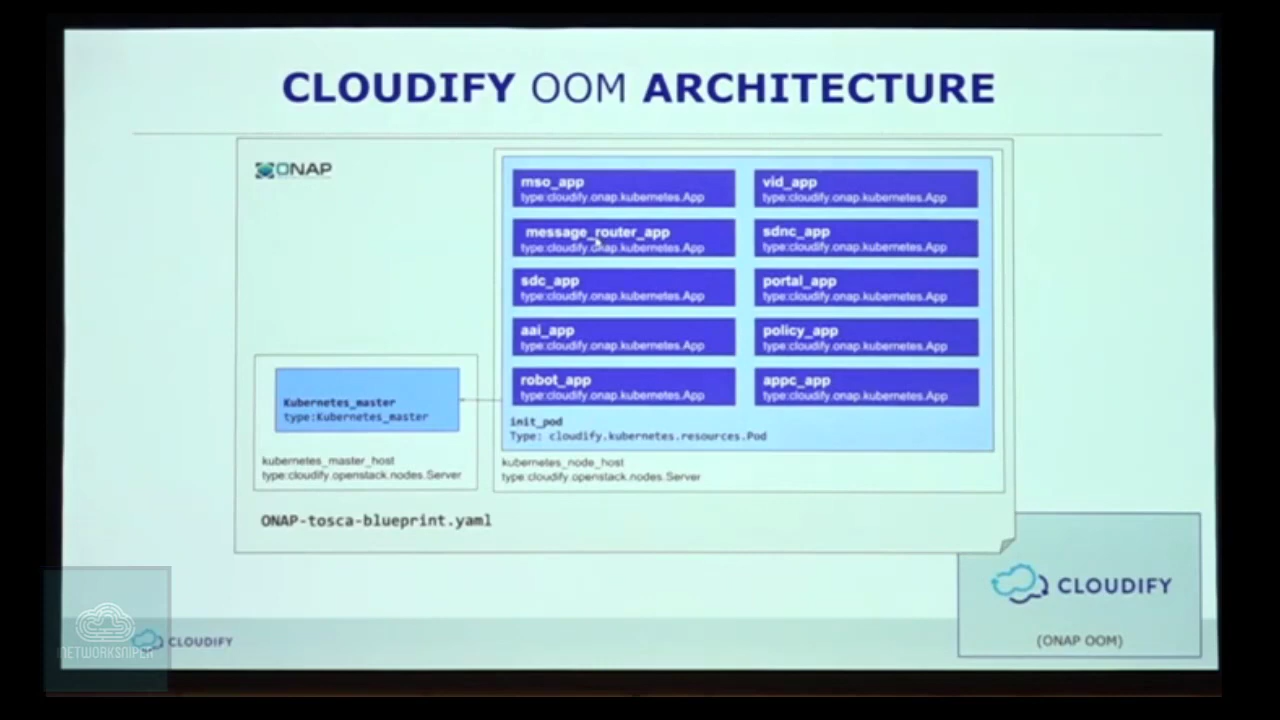 CLOUDIFY OOM ARCHITECTURE
ONAP
mso_app
type:cloudify.onap.kubernetes.App
vid_app
type:cloudify.onap.kubernetes.App
message_router_app
type:cloudify.onap.kubernetes.App
sdnc_app
type:cloudify.onap.kubernetes.App
sdc_app
type:cloudify.onap.kubernetes.App
portal_app
type:cloudify.onap.kubernetes.App
aai_app
type:cloudify.onap.kubernetes.App
policy_app
type:cloudify.onap.kubernetes.App
robot_app
type:cloudify.onap.kubernetes.App
appc_app
type:cloudify.onap.kubernetes.App
init_pod
Type: cloudify.kubernetes.resources.Pod
Kubernetes_master
type:Kubernetes_master
kubernetes_master_host
type:cloudify.openstack.nodes.Server
kubernetes_node_host
type:cloudify.openstack.nodes.Server
ONAP-tosca-blueprint.yaml
CLOUDIFY
(ONAP OOM)
CLOUDIFY
NETWORKSNIPER